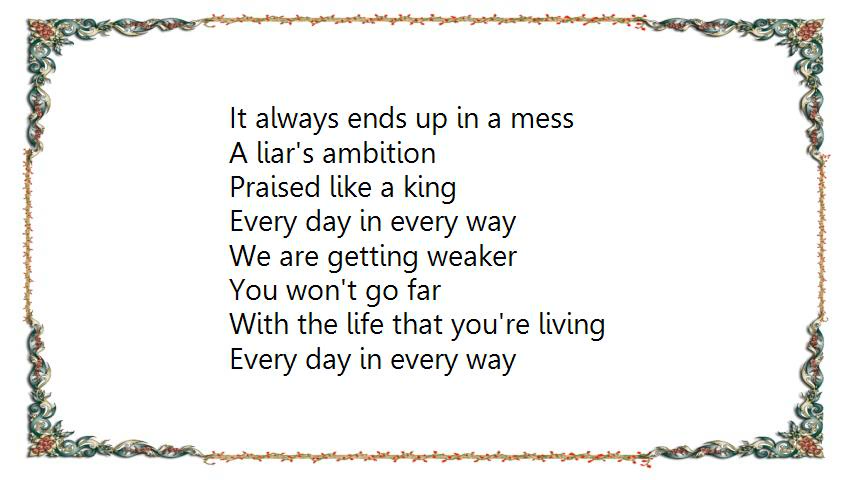 It always ends up in a mess
A liar's ambition
Praised like a king
Every day in every way
We are getting weaker
You won't go far
With the life that you're living
Every day in every way